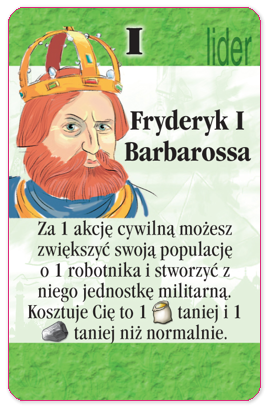 I
lider
Fryderyk I
Barbarossa
Za 1 akcję cywilną możesz
zwiększyć swoją populację
o 1 robotnika i stworzyć z
niego jednostkę militarną.
Kosztuje Cię to 1 taniej i 1
taniej niż normalnie.